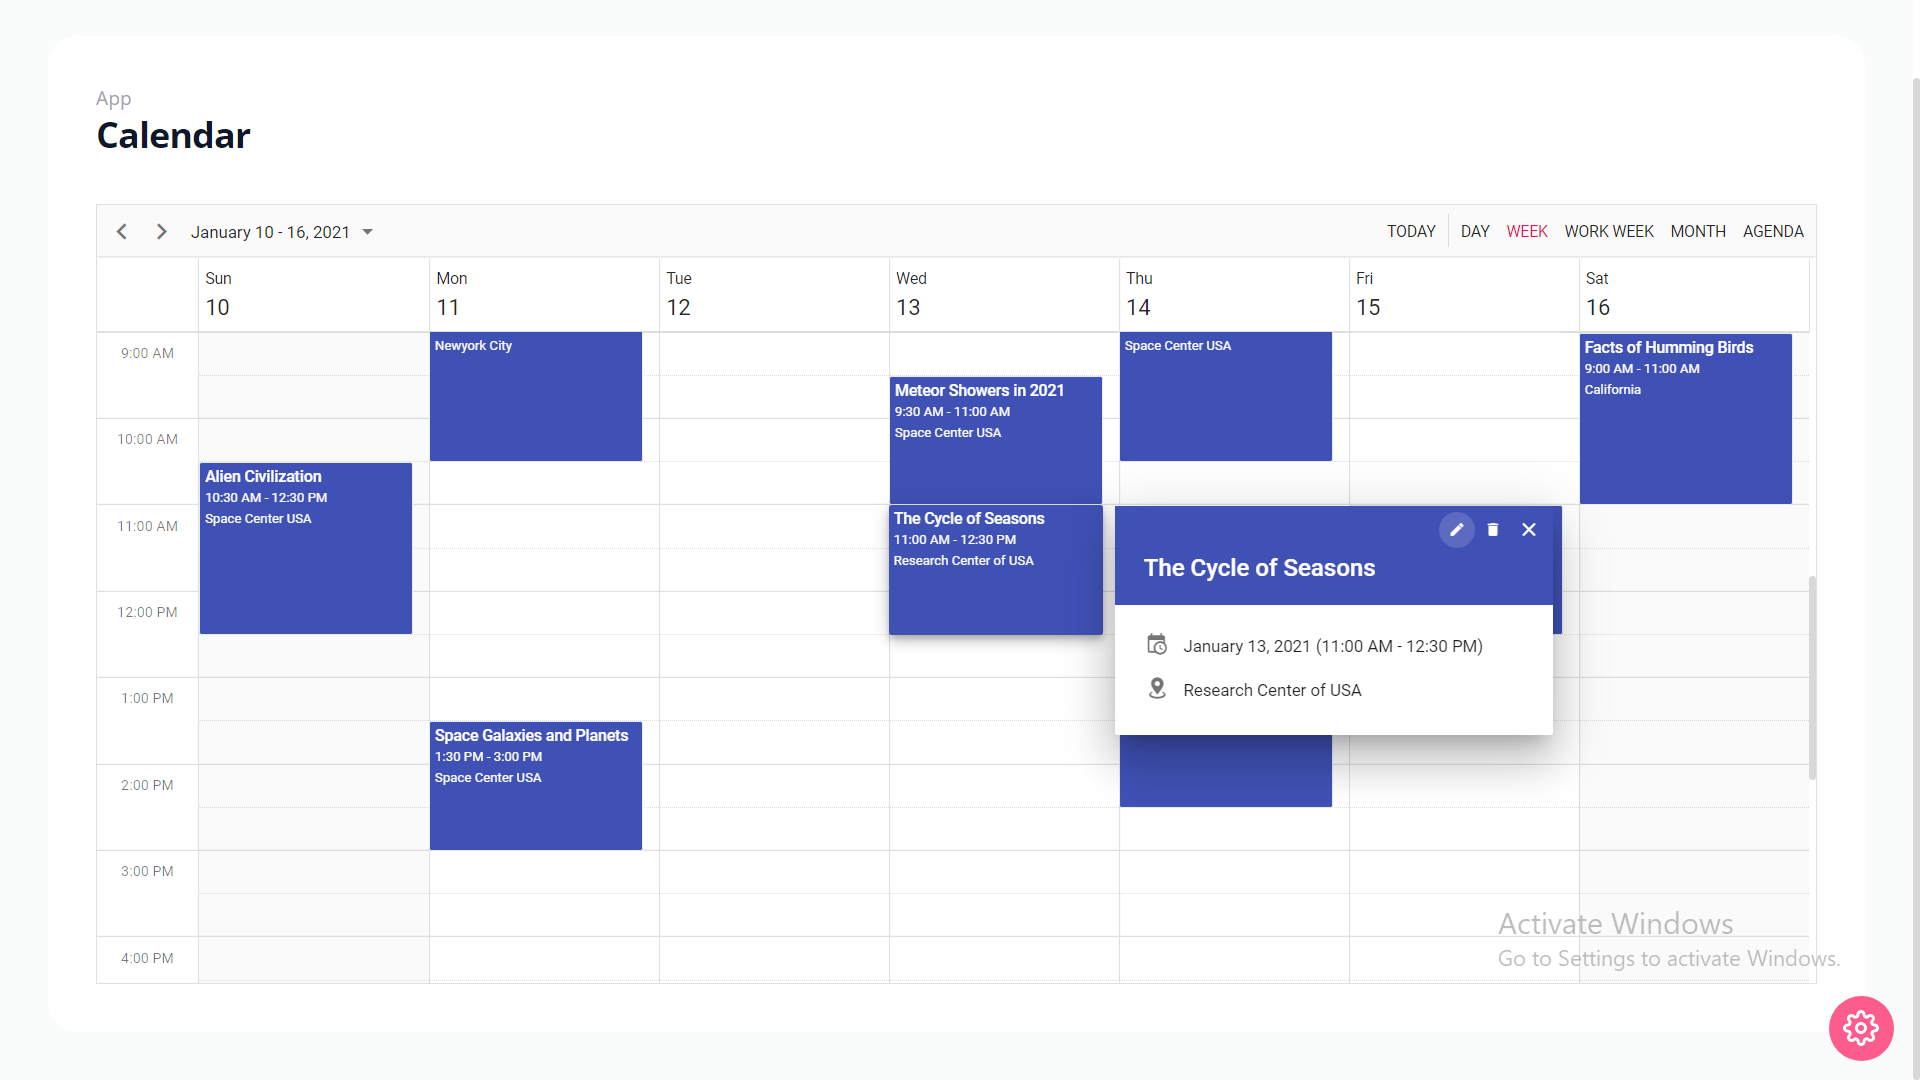 App
Calendar
January 10 - 16, 2021
TODAY
DAY
WEEK
WORK WEEK
MONTH
AGENDA
Sun
10
Mon
11
Tue
12
Wed
13
Thu
14
Fri
15
Sat
16
9:00 AM
10:00 AM
11:00 AM
12:00 PM
1:00 PM
2:00 PM
3:00 PM
4:00 PM
Alien Civilization
10:30 AM - 12:30 PM
Space Center USA
Newyork City
Space Galaxies and Planets
1:30 PM - 3:00 PM
Space Center USA
Meteor Showers in 2021
9:30 AM - 11:00 AM
Space Center USA
The Cycle of Seasons
11:00 AM - 12:30 PM
Research Center of USA
Space Center USA
The Cycle of Seasons
January 13, 2021 (11:00 AM - 12:30 PM)
Research Center of USA
Facts of Humming Birds
9:00 AM - 11:00 AM
California
Activate Windows
Go to Settings to activate Windows.